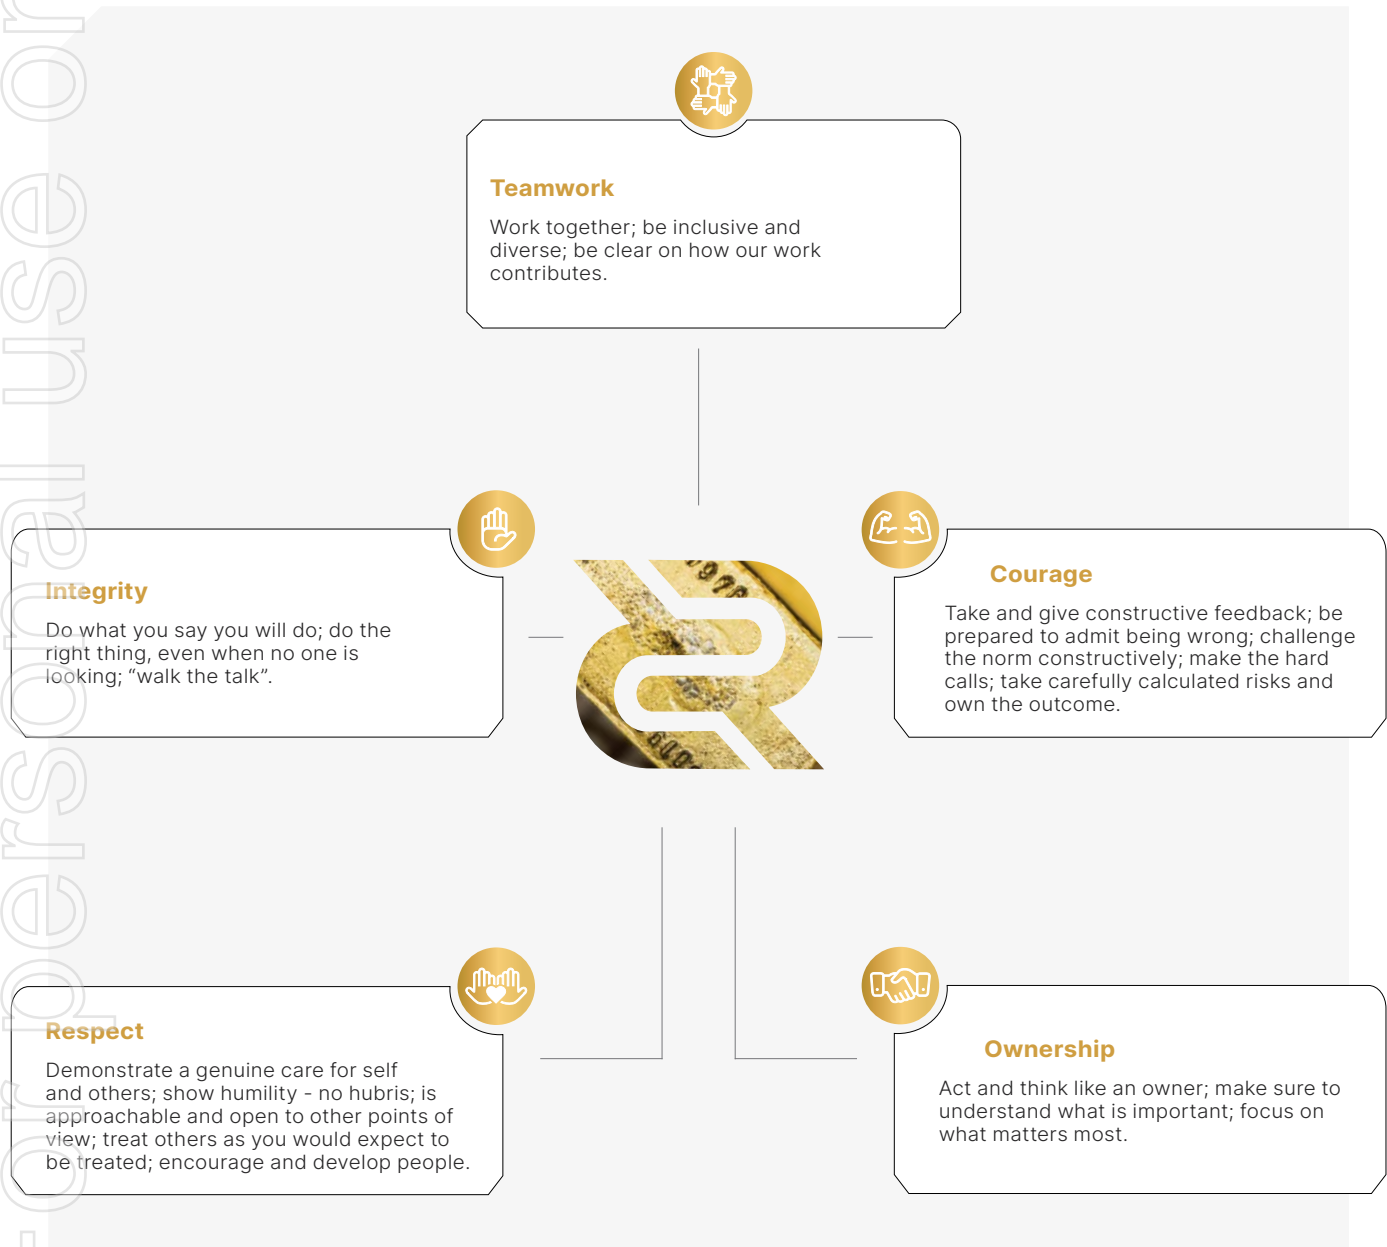 Teamwork
Work together; be inclusive and
diverse; be clear on how our work
contributes.
Integrity
Do what you say you will do; do the
right thing, even when no one is
looking; “walk the talk”.
Courage
Take and give constructive feedback; be
prepared to admit being wrong; challenge
the norm constructively; make the hard
calls; take carefully calculated risks and
own the outcome.
Respect
Demonstrate a genuine care for self
and others; show humility - no hubris; is
approachable and open to other points of
view; treat others as you would expect to
be treated; encourage and develop people.
Ownership
Act and think like an owner; make sure to
understand what is important; focus on
what matters most.
or personal use